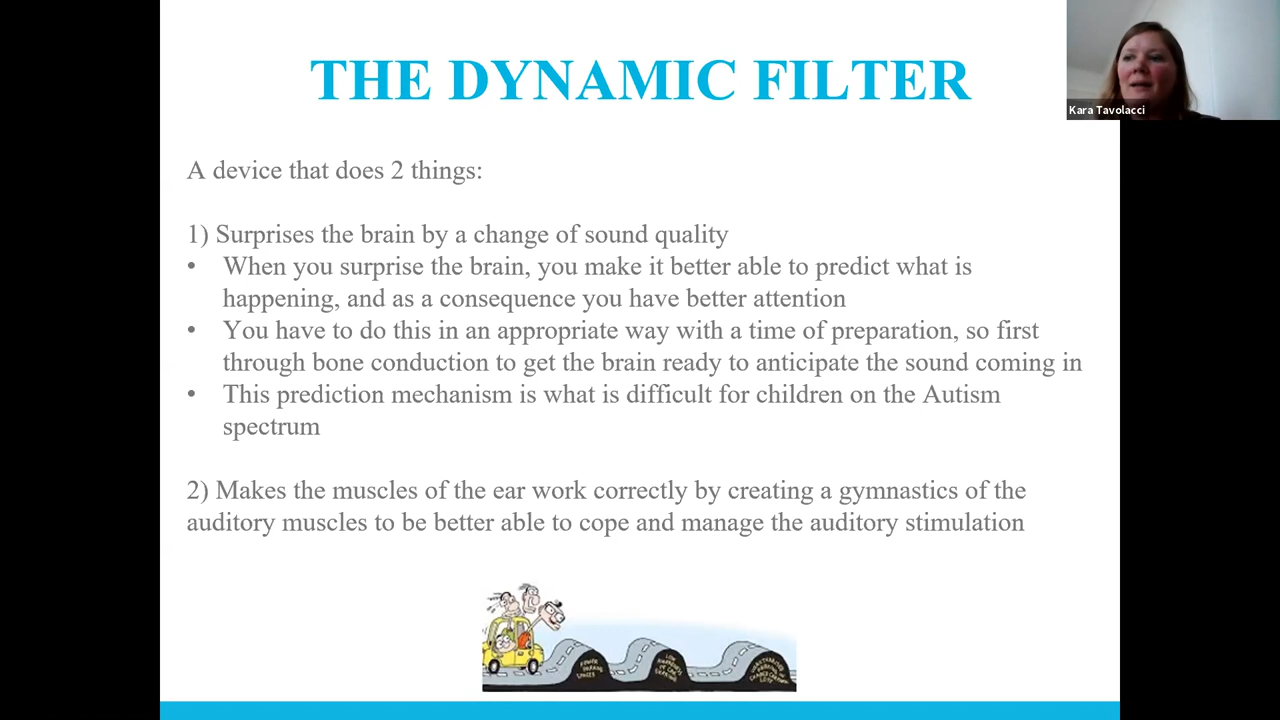 THE DYNAMIC FILTER
Kara Tavolacci
A device that does 2 things:
1) Surprises the brain by a change of sound quality
• When you surprise the brain, you make it better able to predict what is
happening, and as a consequence you have better attention
• You have to do this in an appropriate way with a time of preparation, so first
through bone conduction to get the brain ready to anticipate the sound coming in
• This prediction mechanism is what is difficult for children on the Autism
spectrum
2) Makes the muscles of the ear work correctly by creating a gymnastics of the
auditory muscles to be better able to cope and manage the auditory stimulation